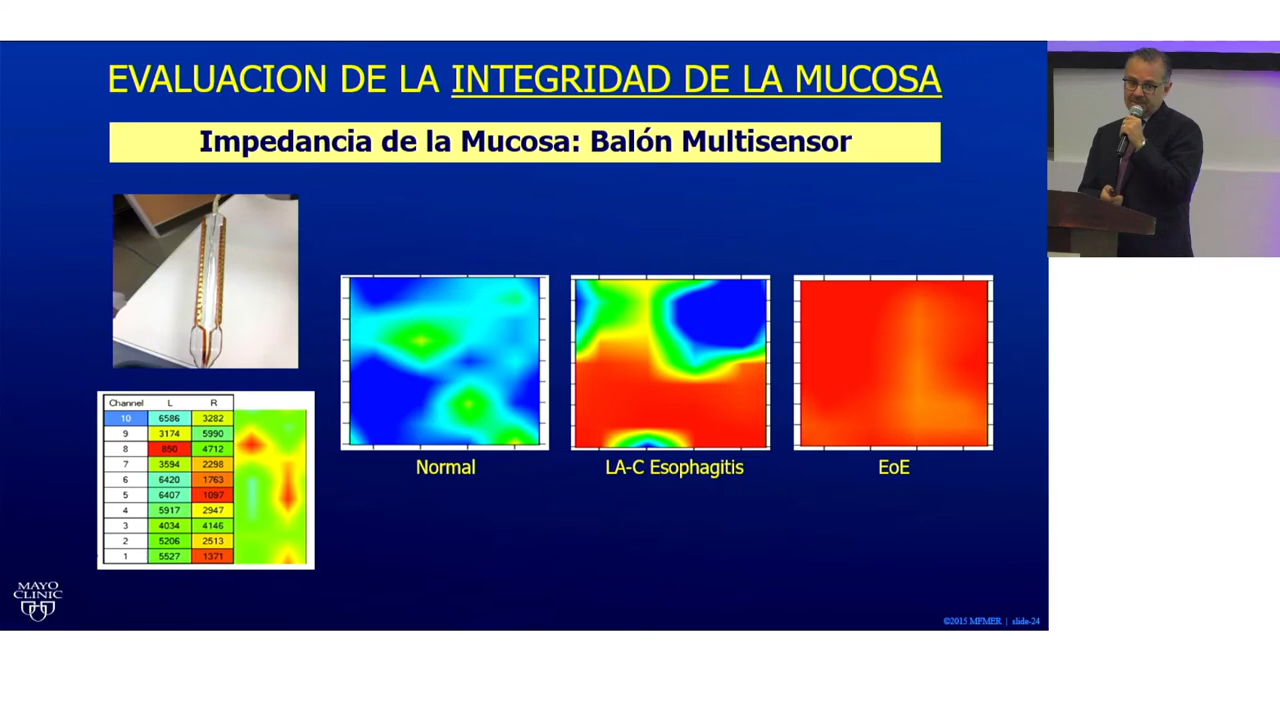 EVALUACION DE LA INTEGRIDAD DE LA MUCOSA
Impedancia de la Mucosa: Balón Multisensor
Channel L R
10 6586 3282
9 3174 5990
8 850 4712
7 3594 2298
6 6420 1763
5 6407 1097
4 5917 2947
3 4034 4146
2 5206 2513
1 5527 1371
Normal
LA-C Esophagitis
EoE
MAYO
CLINIC
©2015 MFMER | slide-24